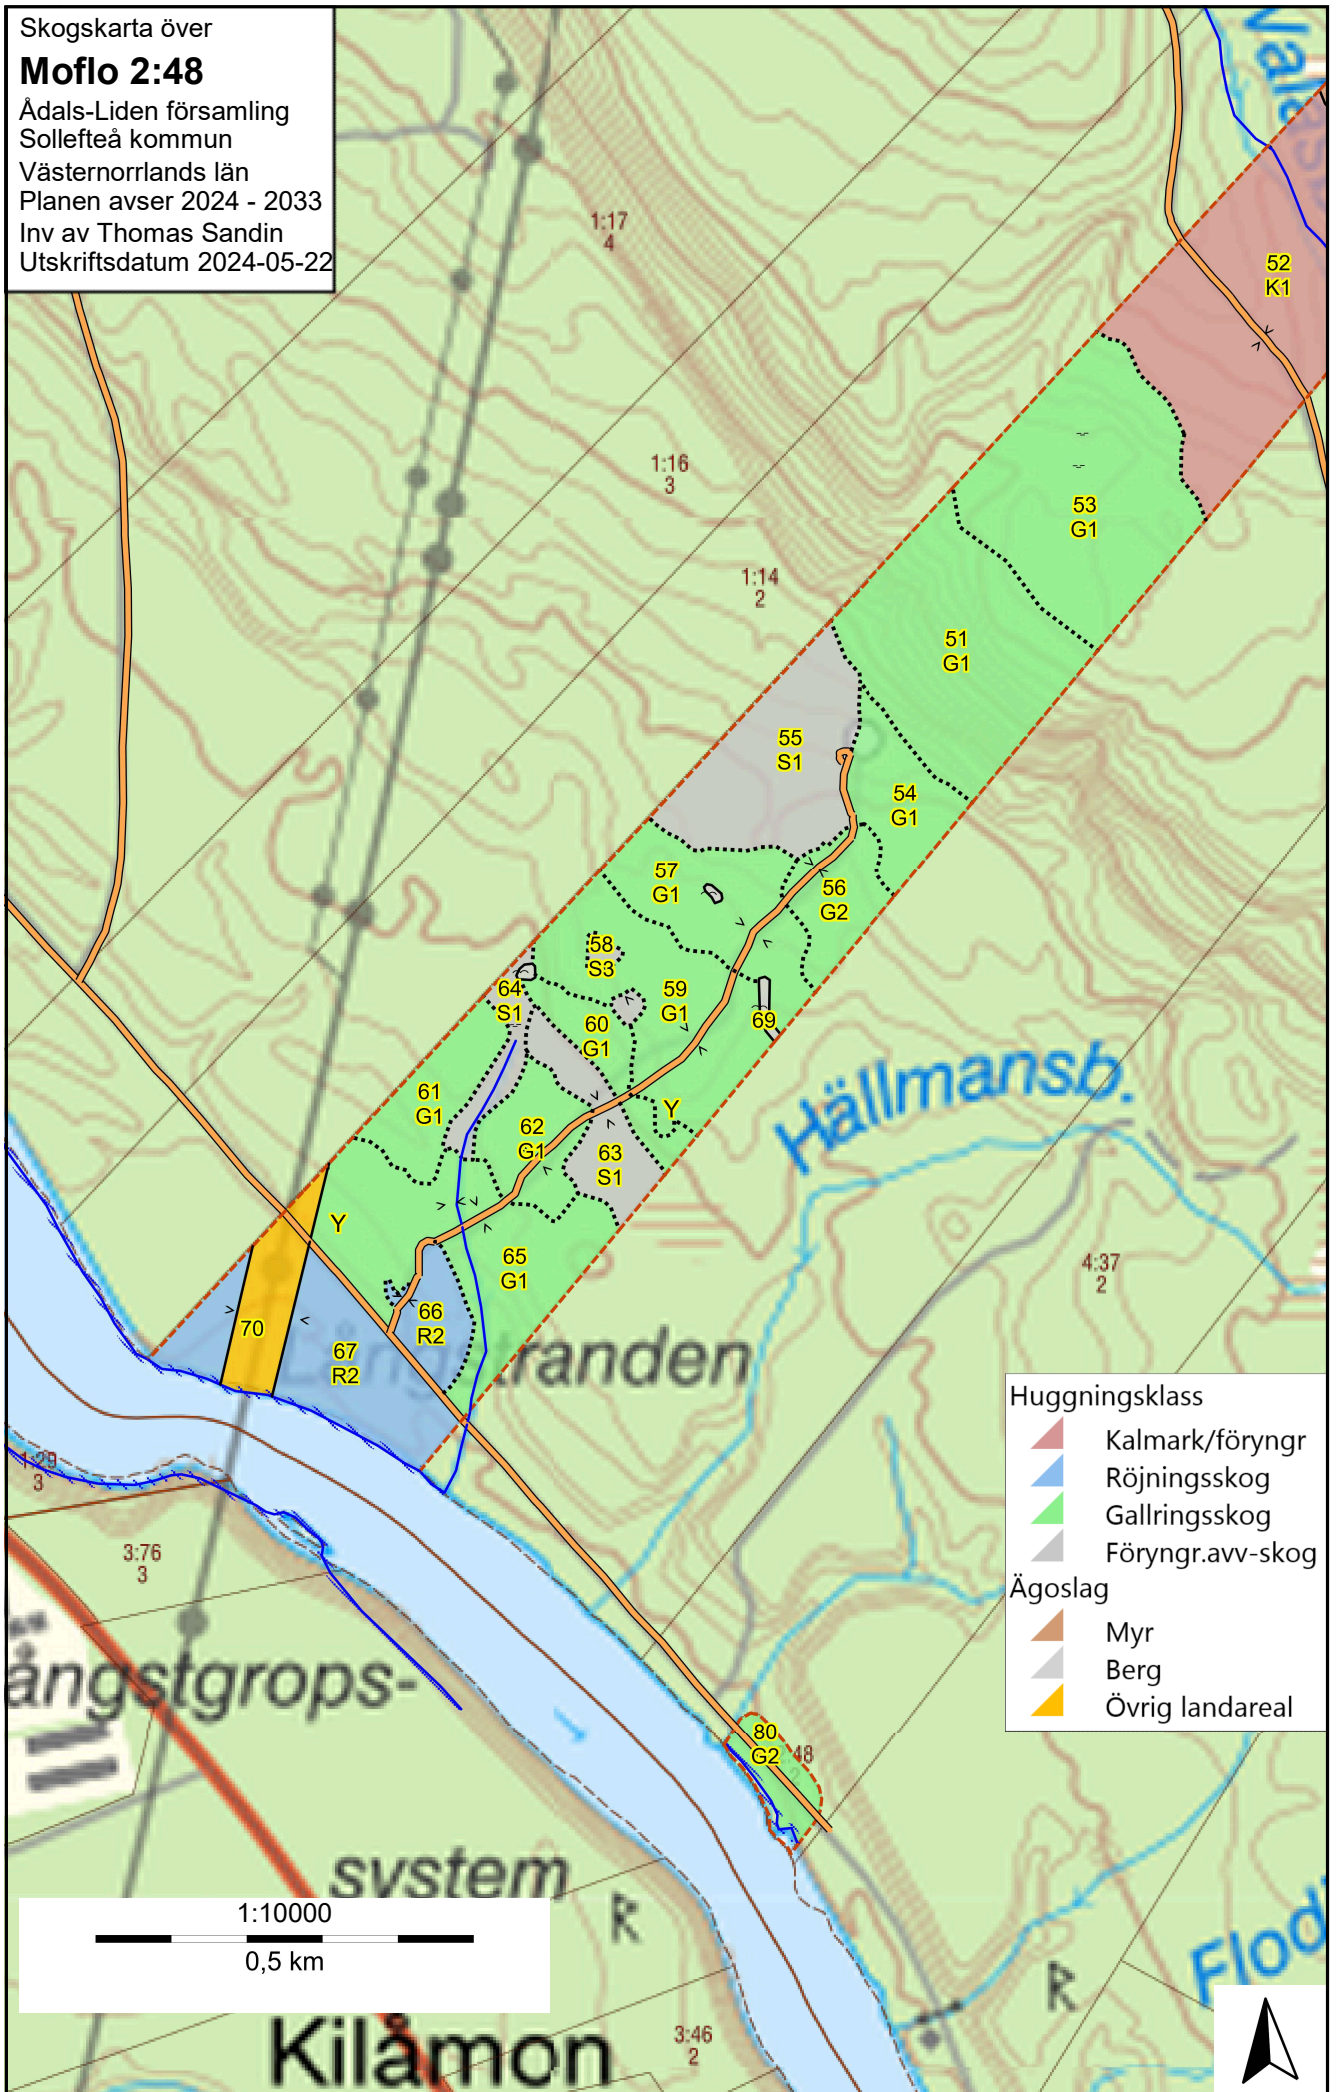 Skogskarta över
Moflo 2:48
Ådals-Liden församling
Sollefteå kommun
Västernorrlands län
Planen avser 2024 - 2033
Inv av Thomas Sandin
Utskriftsdatum 2024-05-22
1:17
4
52
K1
1:16
3
53
G1
1:14
2
51
G1
55
S1
54
G1
57
G1
56
G2
58
S3
64
S1
59
G1
69
60
G1
61
G1
Y
62
G1
63
S1
Hällmansb.
Y
65
G1
4:37
2
66
R2
70
67
R2
Långstranden
Huggningsklass
Kalmark/föryngr
Röjningsskog
Gallringsskog
Föryngr.avv-skog
Ägoslag
Myr
Berg
Övrig landareal
1:29
3
3:76
3
ångstgrops-
system
80
G2
48
R
R
Flod
1:10000
0,5 km
Kilåmon
3:46
2